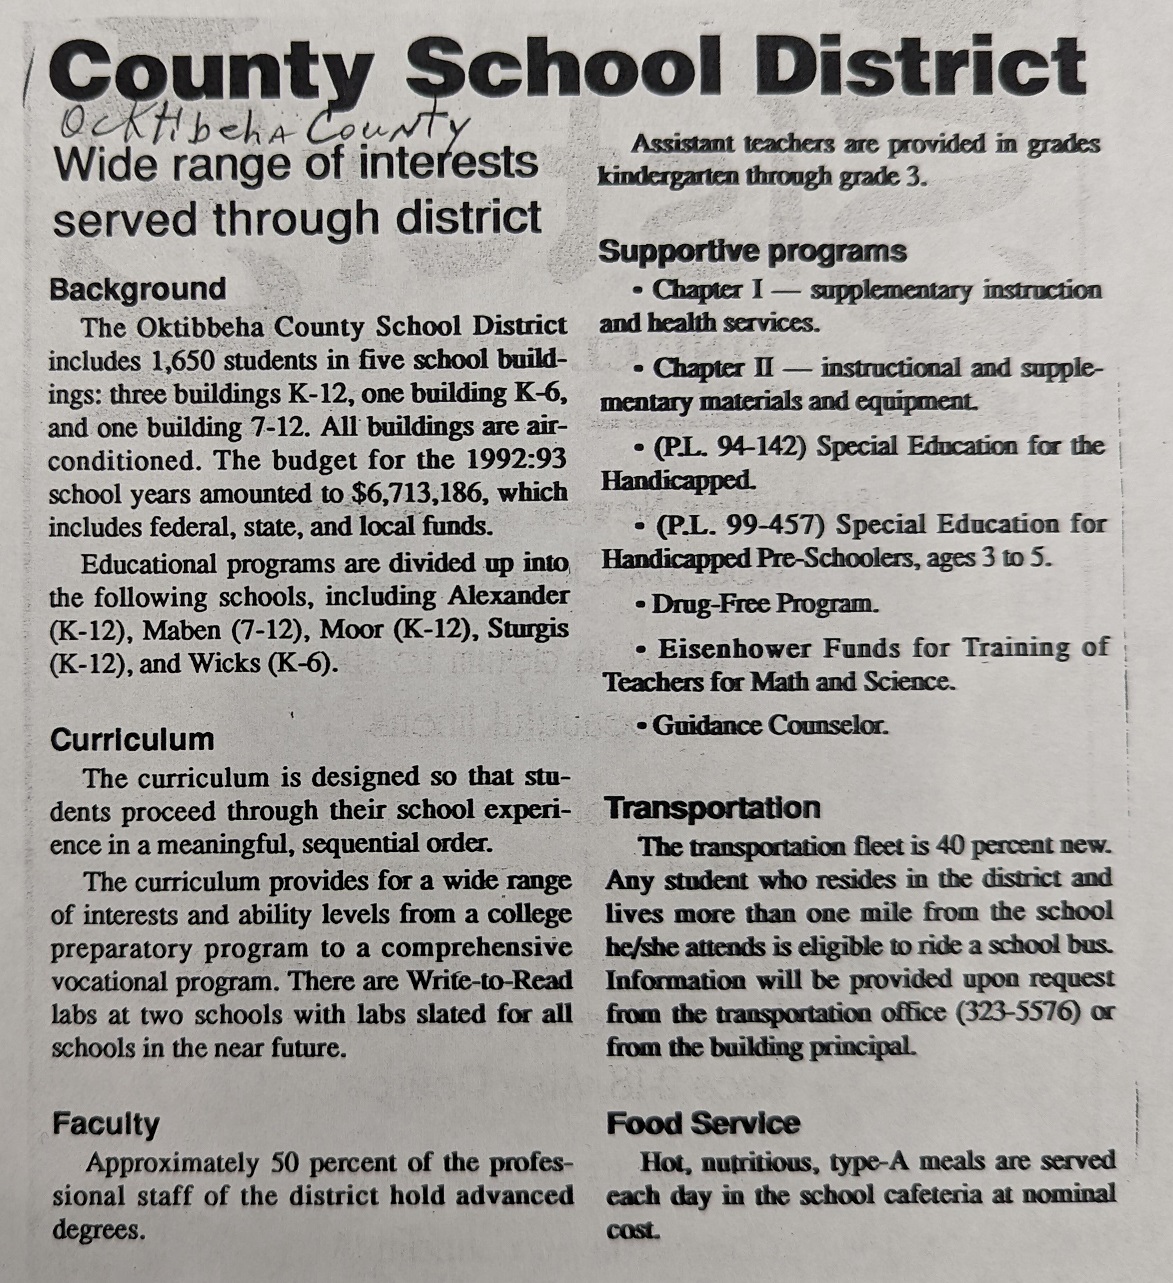 County School District
Ocktibbeha County
Wide range of interests
served through district
Background
The Oktibbeha County School District
includes 1,650 students in five school build-
ings: three buildings K-12, one building K-6,
and one building 7-12. All buildings are air-
conditioned. The budget for the 1992:93
school years amounted to $6,713,186, which
includes federal, state, and local funds.
Educational programs are divided up into
the following schools, including Alexander
(K-12), Maben (7-12), Moor (K-12), Sturgis
(K-12), and Wicks (K-6).
Curriculum
The curriculum is designed so that stu-
dents proceed through their school experi-
ence in a meaningful, sequential order.
The curriculum provides for a wide range
of interests and ability levels from a college
preparatory program to a comprehensive
vocational program. There are Write-to-Read
labs at two schools with labs slated for all
schools in the near future.
Faculty
Approximately 50 percent of the profes-
sional staff of the district hold advanced
degrees.
Assistant teachers are provided in grades
kindergarten through grade 3.
Supportive programs
• Chapter I — supplementary instruction
and health services.
• Chapter II — instructional and supple-
mentary materials and equipment.
• (P.L. 94-142) Special Education for the
Handicapped.
• (P.L. 99-457) Special Education for
Handicapped Pre-Schoolers, ages 3 to 5.
• Drug-Free Program.
• Eisenhower Funds for Training of
Teachers for Math and Science.
• Guidance Counselor.
Transportation
The transportation fleet is 40 percent new.
Any student who resides in the district and
lives more than one mile from the school
he/she attends is eligible to ride a school bus.
Information will be provided upon request
from the transportation office (323-5576) or
from the building principal.
Food Service
Hot, nutritious, type-A meals are served
each day in the school cafeteria at nominal
cost.